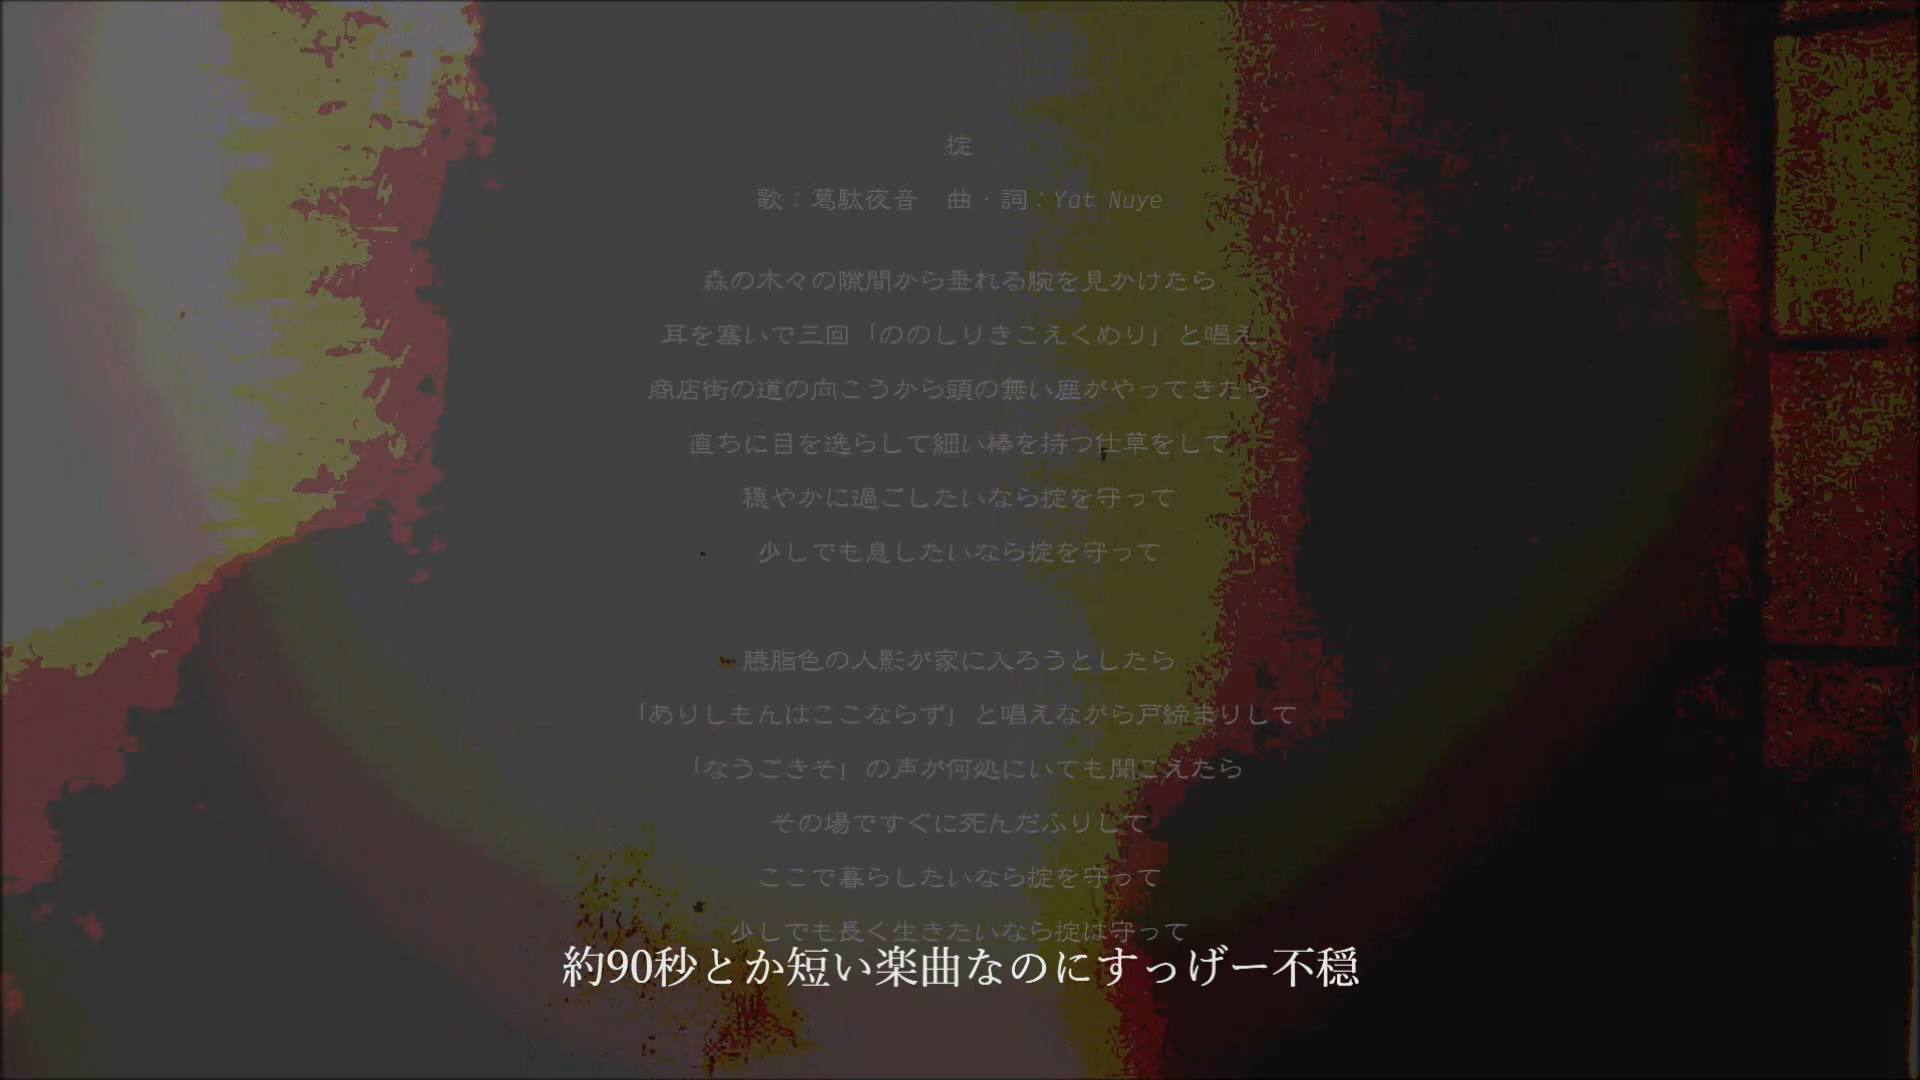 掟
歌：葛駄夜音　曲・詞：Yat Nuye
森の木々の隙間から垂れる腕を見かけたら
耳を塞いで三回「ののしりきこえくめり」と唱え
商店街の道の向こうから頭の無い鹿がやってきたら
直ちに目を逸らして細い棒を持つ仕草をして
穏やかに過ごしたいなら掟を守って
少しでも息したいなら掟を守って
臙脂色の人影が家に入ろうとしたら
「ありしもんはここならず」と唱えながら戸締まりして
「なうごきそ」の声が何処にいても聞こえたら
その場ですぐに死んだふりして
ここで暮らしたいなら掟を守って
少しでも長く生きたいなら掟は守って
約90秒とか短い楽曲なのにすっげー不穏